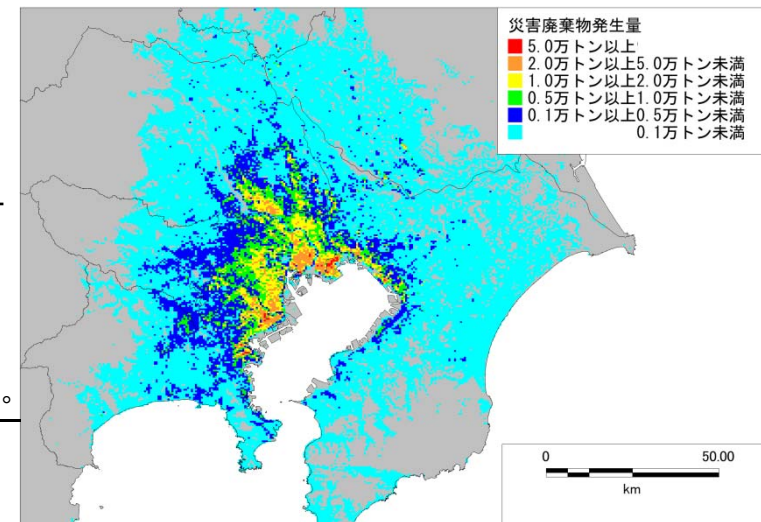 災害廃棄物発生量
5.0万トン以上
2.0万トン以上5.0万トン未満
1.0万トン以上2.0万トン未満
0.5万トン以上1.0万トン未満
0.1万トン以上0.5万トン未満
0.1万トン未満
。
0 50.00
km